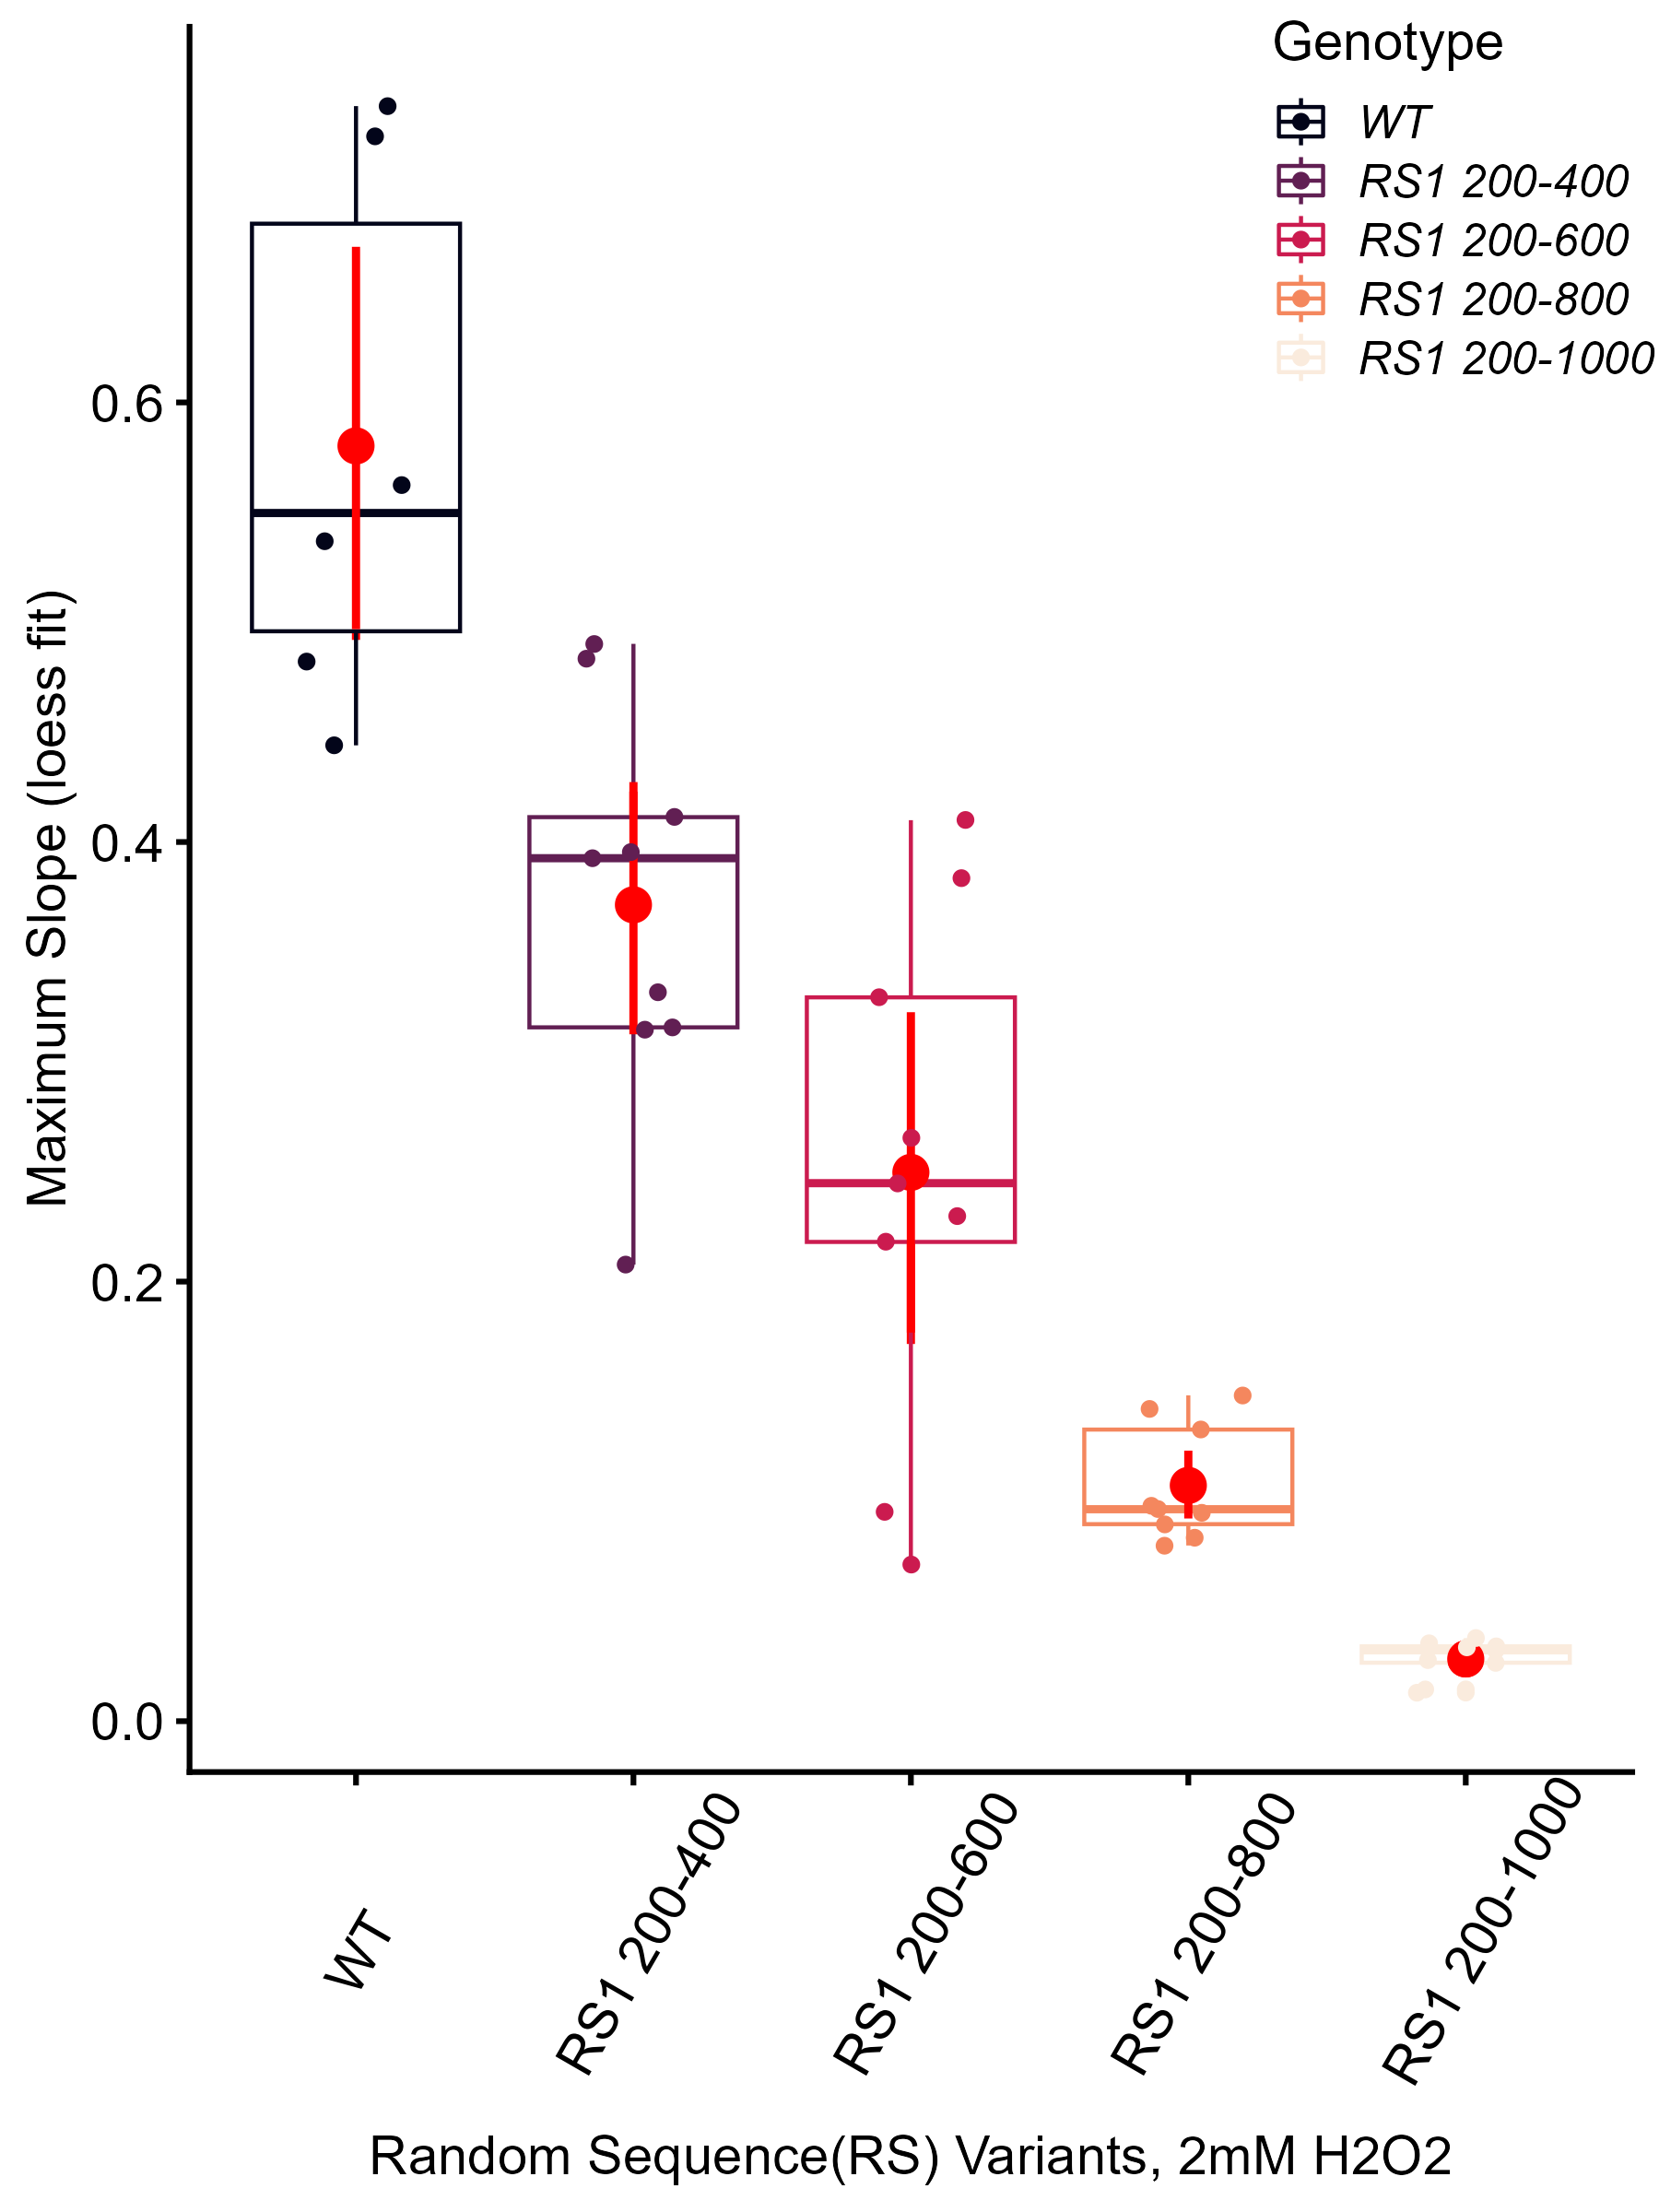 Genotype
WT
RS1 200-400
RS1 200-600
RS1 200-800
RS1 200-1000
Maximum Slope (loess fit)
0.6
0.4
0.2
0.0
WT
RS1 200-400
RS1 200-600
RS1 200-800
RS1 200-1000
Random Sequence(RS) Variants, 2mM H2O2